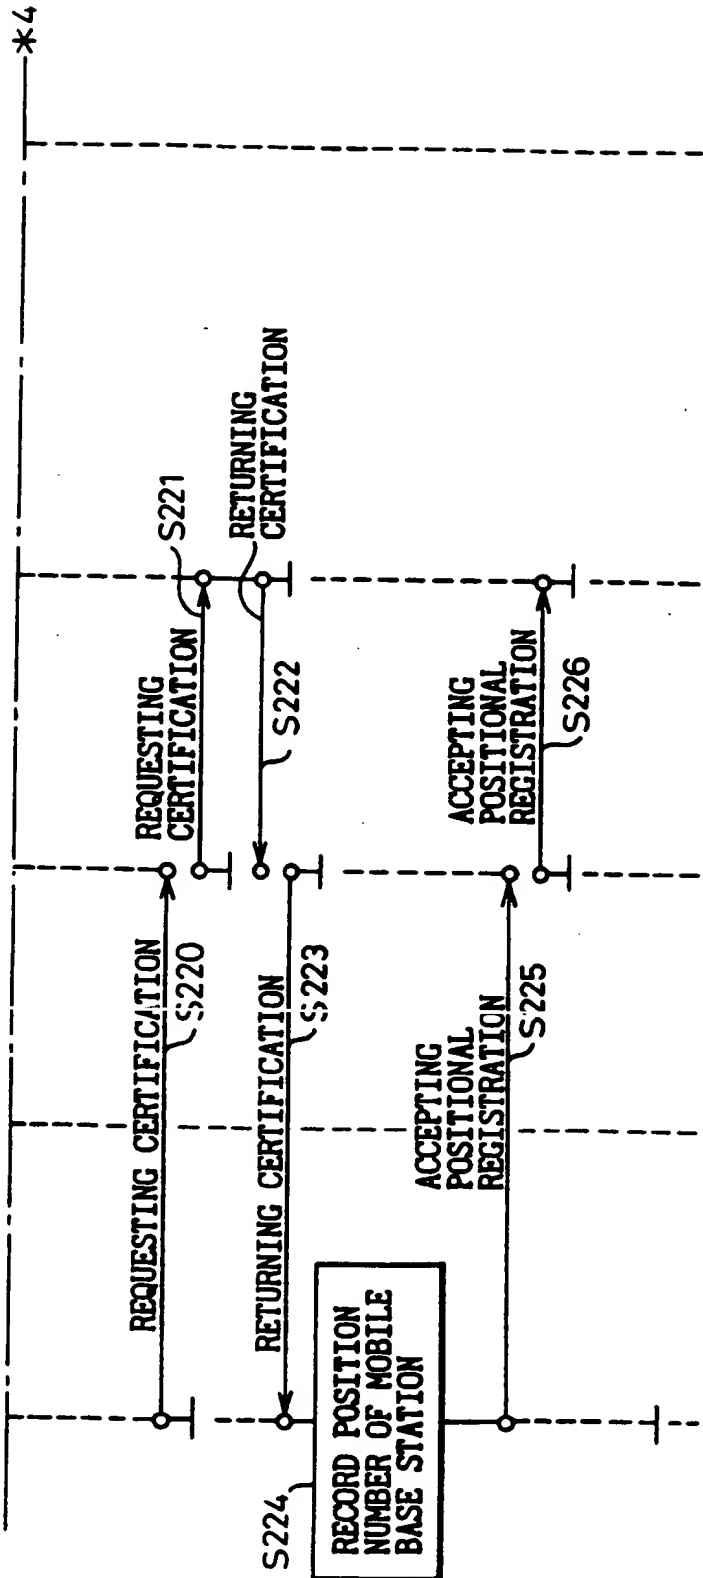 *4
REQUESTING CERTIFICATION
S220
REQUESTING
CERTIFICATION
S221
RETURNING
CERTIFICATION
S222
RETURNING CERTIFICATION
S223
S224
RECORD POSITION
NUMBER OF MOBILE
BASE STATION
ACCEPTING
POSITIONAL
REGISTRATION
S225
ACCEPTING
POSITIONAL
REGISTRATION
S226